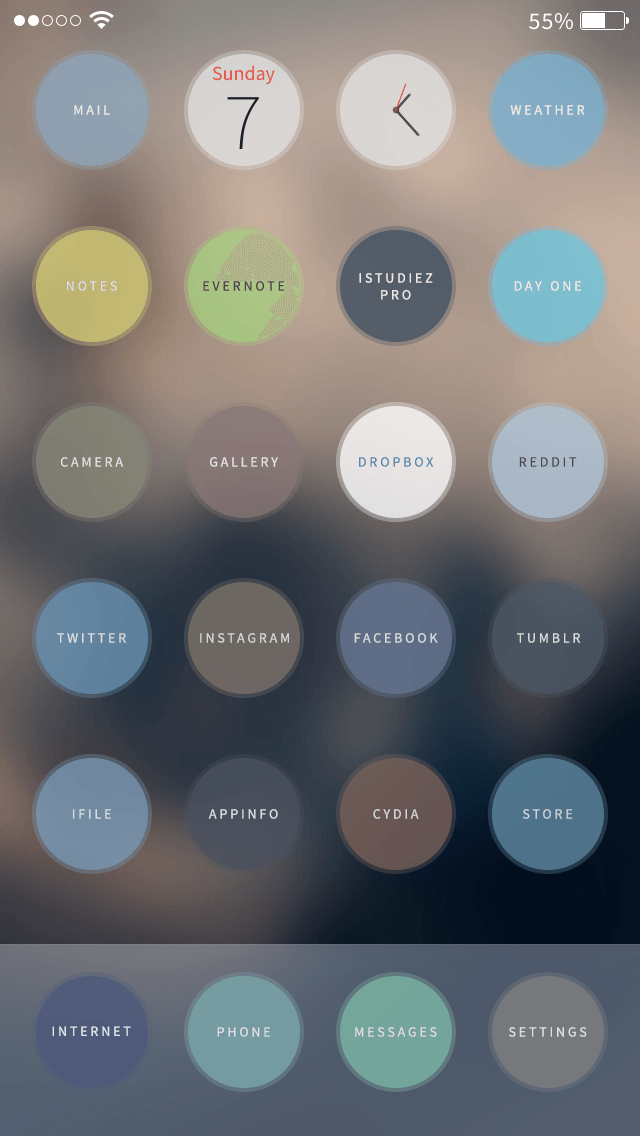 55%
MAIL
Sunday
7
WEATHER
NOTES
EVERNOTE
ISTUDIEZ
PRO
DAY ONE
CAMERA
GALLERY
DROPBOX
REDDIT
TWITTER
INSTAGRAM
FACEBOOK
TUMBLR
IFILE
APPINFO
CYDIA
STORE
INTERNET
PHONE
MESSAGES
SETTINGS